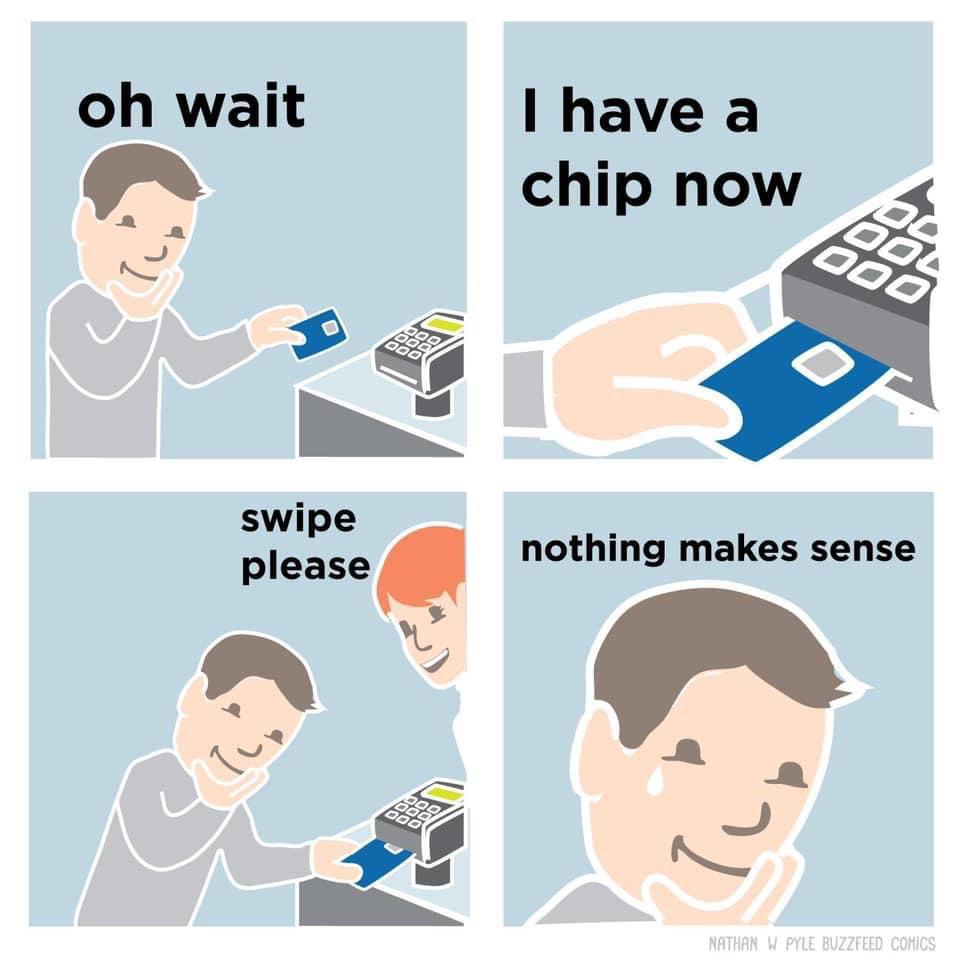 oh wait
I have a
chip now
swipe
please
nothing makes sense
NATHAN W PYLE BUZZFEED COMICS